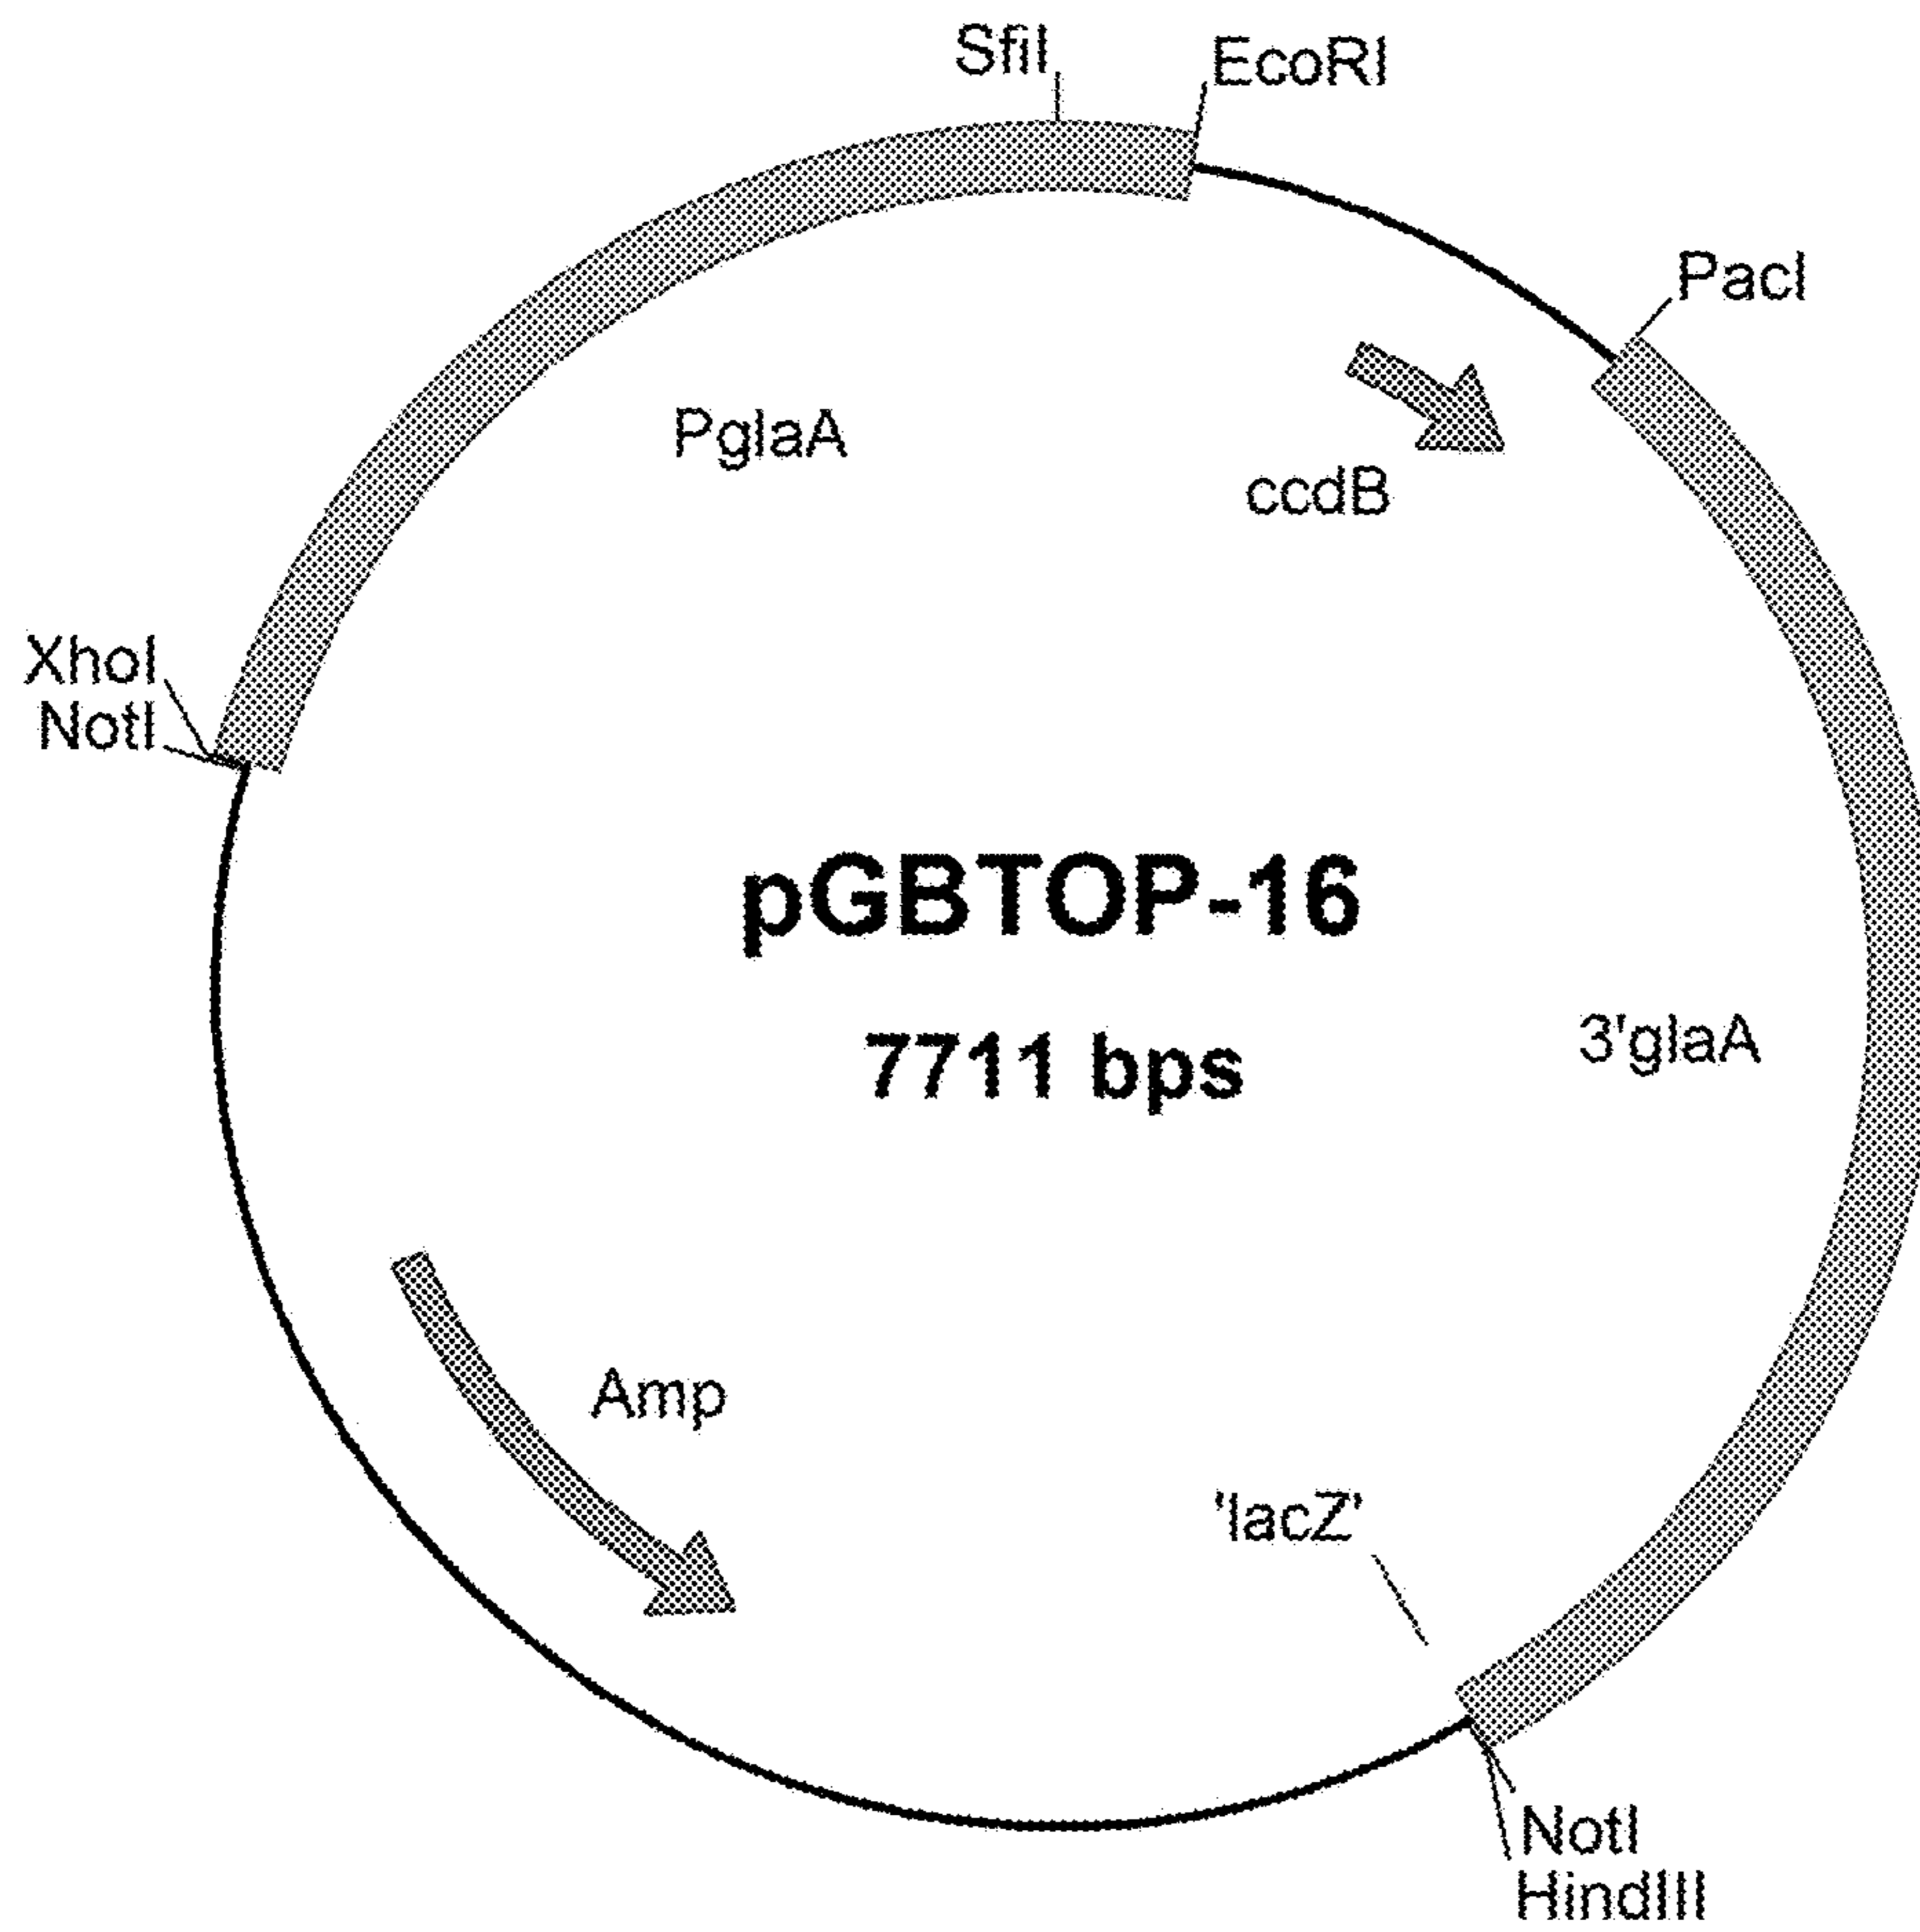 SfiI
EcoRI
PacI
PglaA
ccdB
XhoI
NotI
pGBTOP-16
7711 bps
3'glaA
Amp
'lacZ'
NotI
HindIII